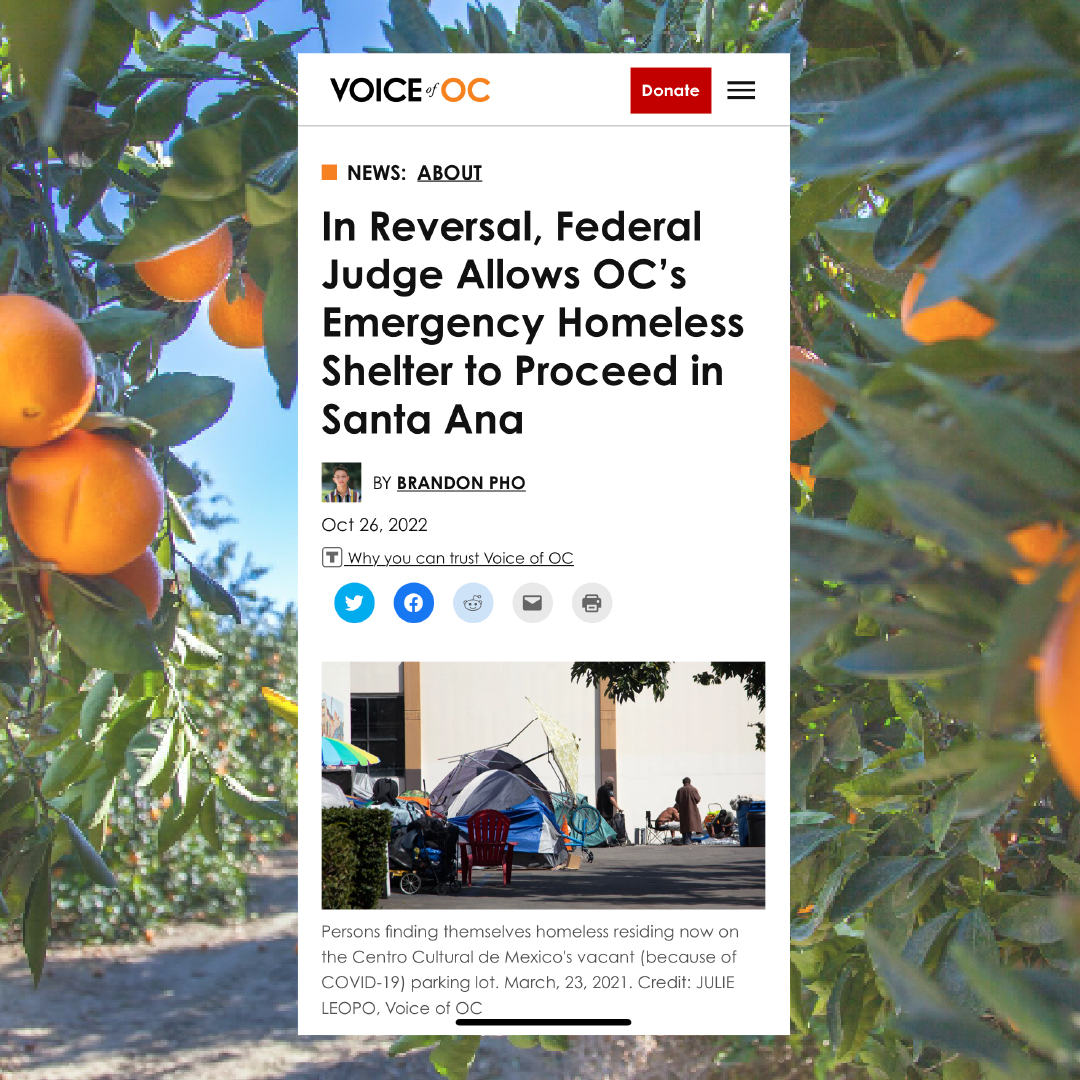 VOICE of OC
Donate
NEWS: ABOUT
In Reversal, Federal
Judge Allows OC’s
Emergency Homeless
Shelter to Proceed in
Santa Ana
BY BRANDON PHO
Oct 26, 2022
T Why you can trust Voice of OC
Persons finding themselves homeless residing now on
the Centro Cultural de Mexico's vacant (because of
COVID-19) parking lot. March, 23, 2021. Credit: JULIE
LEOPO, Voice of OC